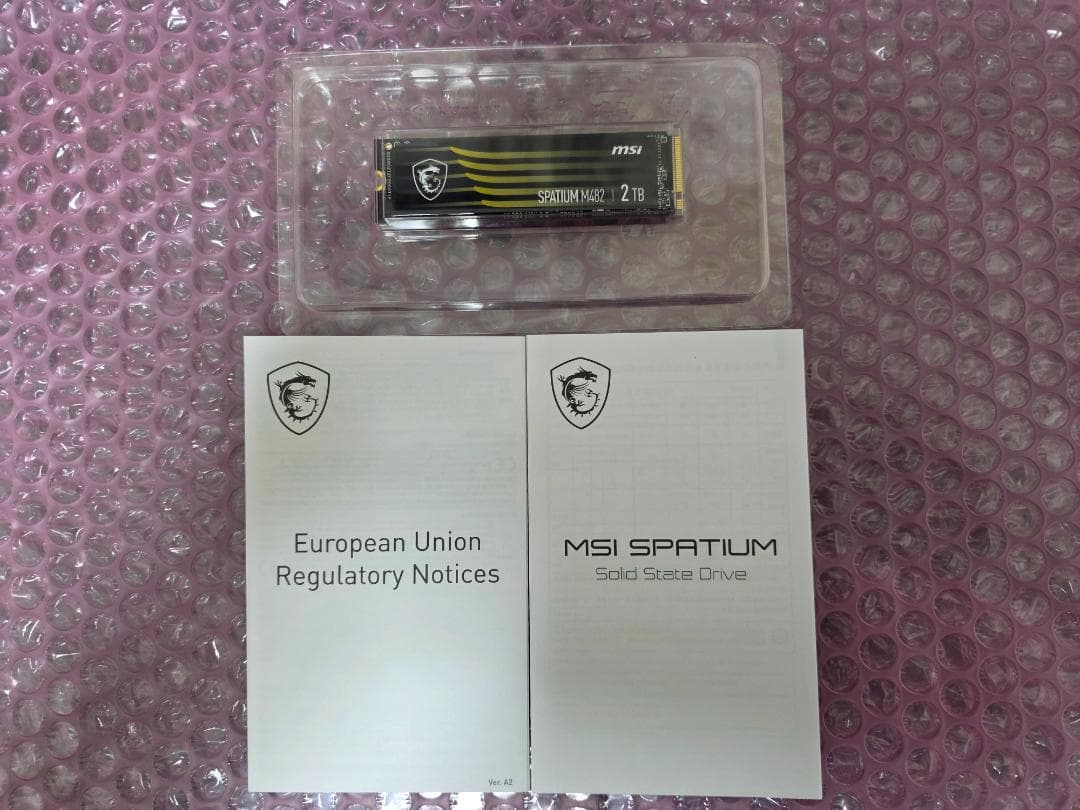 msi
SPATIUM M482 | 2 TB
European Union
Regulatory Notices
Ver. A2
MSI SPATIUM
Solid State Drive